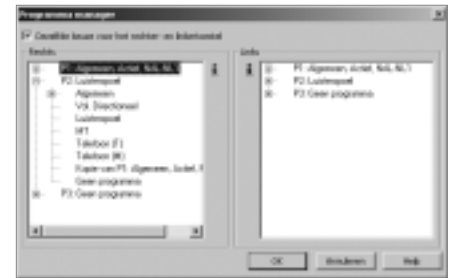 Programma manager
Dezelfde keuze voor het rechter- en linkertoestel
Rechts
P1: Algemeen, Actief, NAL-NL1
P2: Luisterspoel
Algemeen
Vol. Directioneel
Luisterspoel
MT
Telefoon (T)
Telefoon (M)
Kopie van P1: Algemeen, Actief, N
Geen programma
P3: Geen programma
Links
P1: Algemeen, Actief, NAL-NL1
P2: Luisterspoel
P3: Geen programma
OK
Annuleren
Help